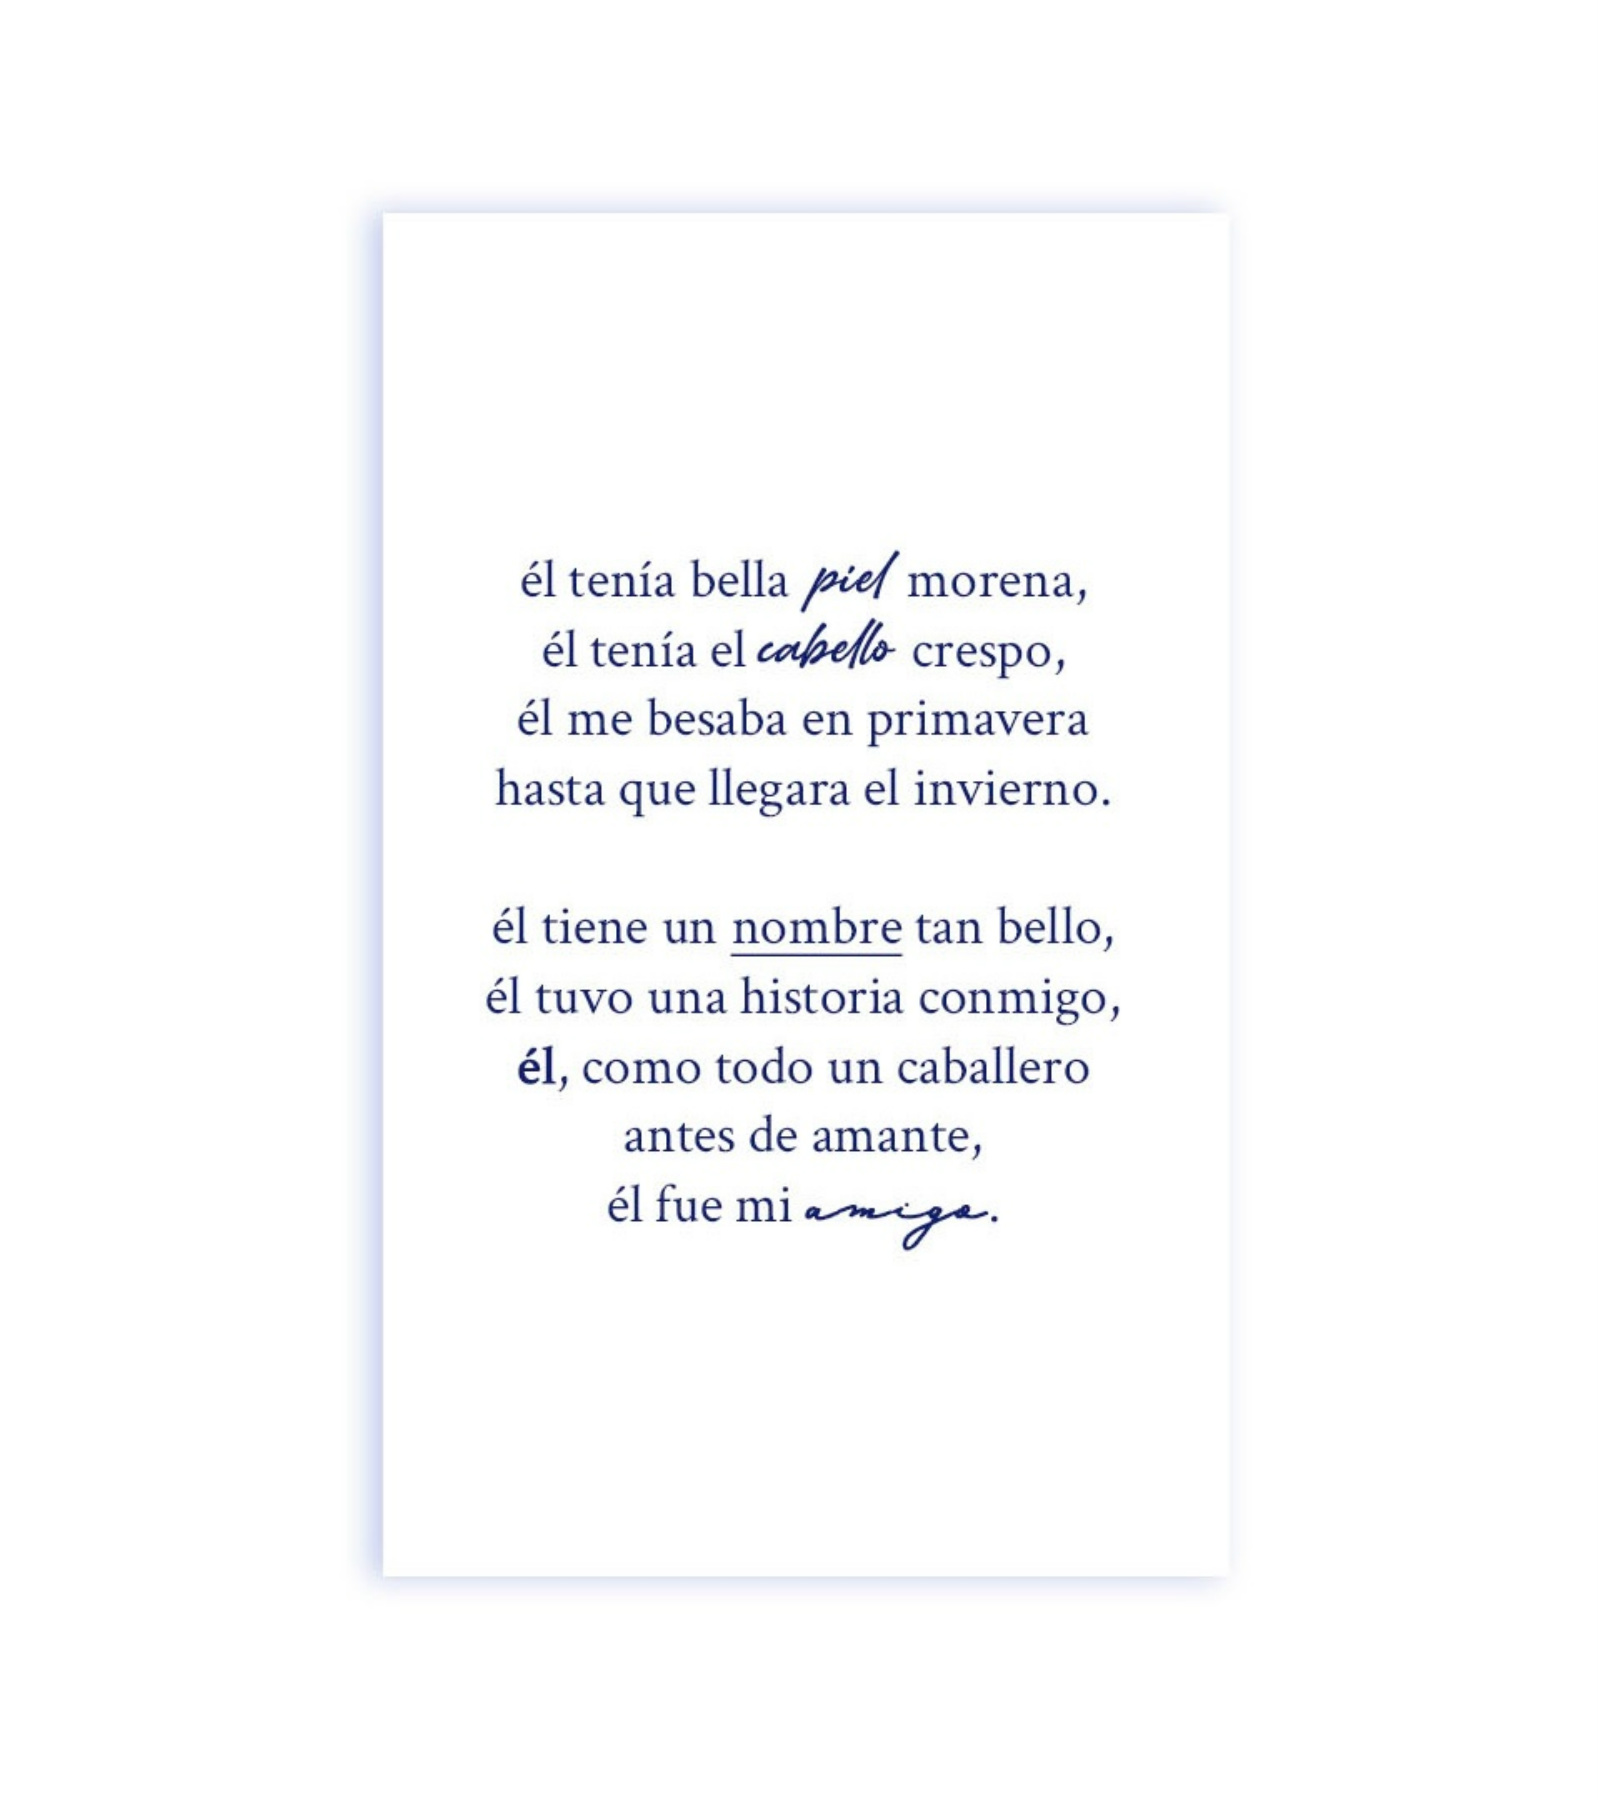 él tenía bella piel morena,
él tenía el cabello crespo,
él me besaba en primavera
hasta que llegara el invierno.
él tiene un nombre tan bello,
él tuvo una historia conmigo,
él, como todo un caballero
antes de amante,
él fue mi amigo.